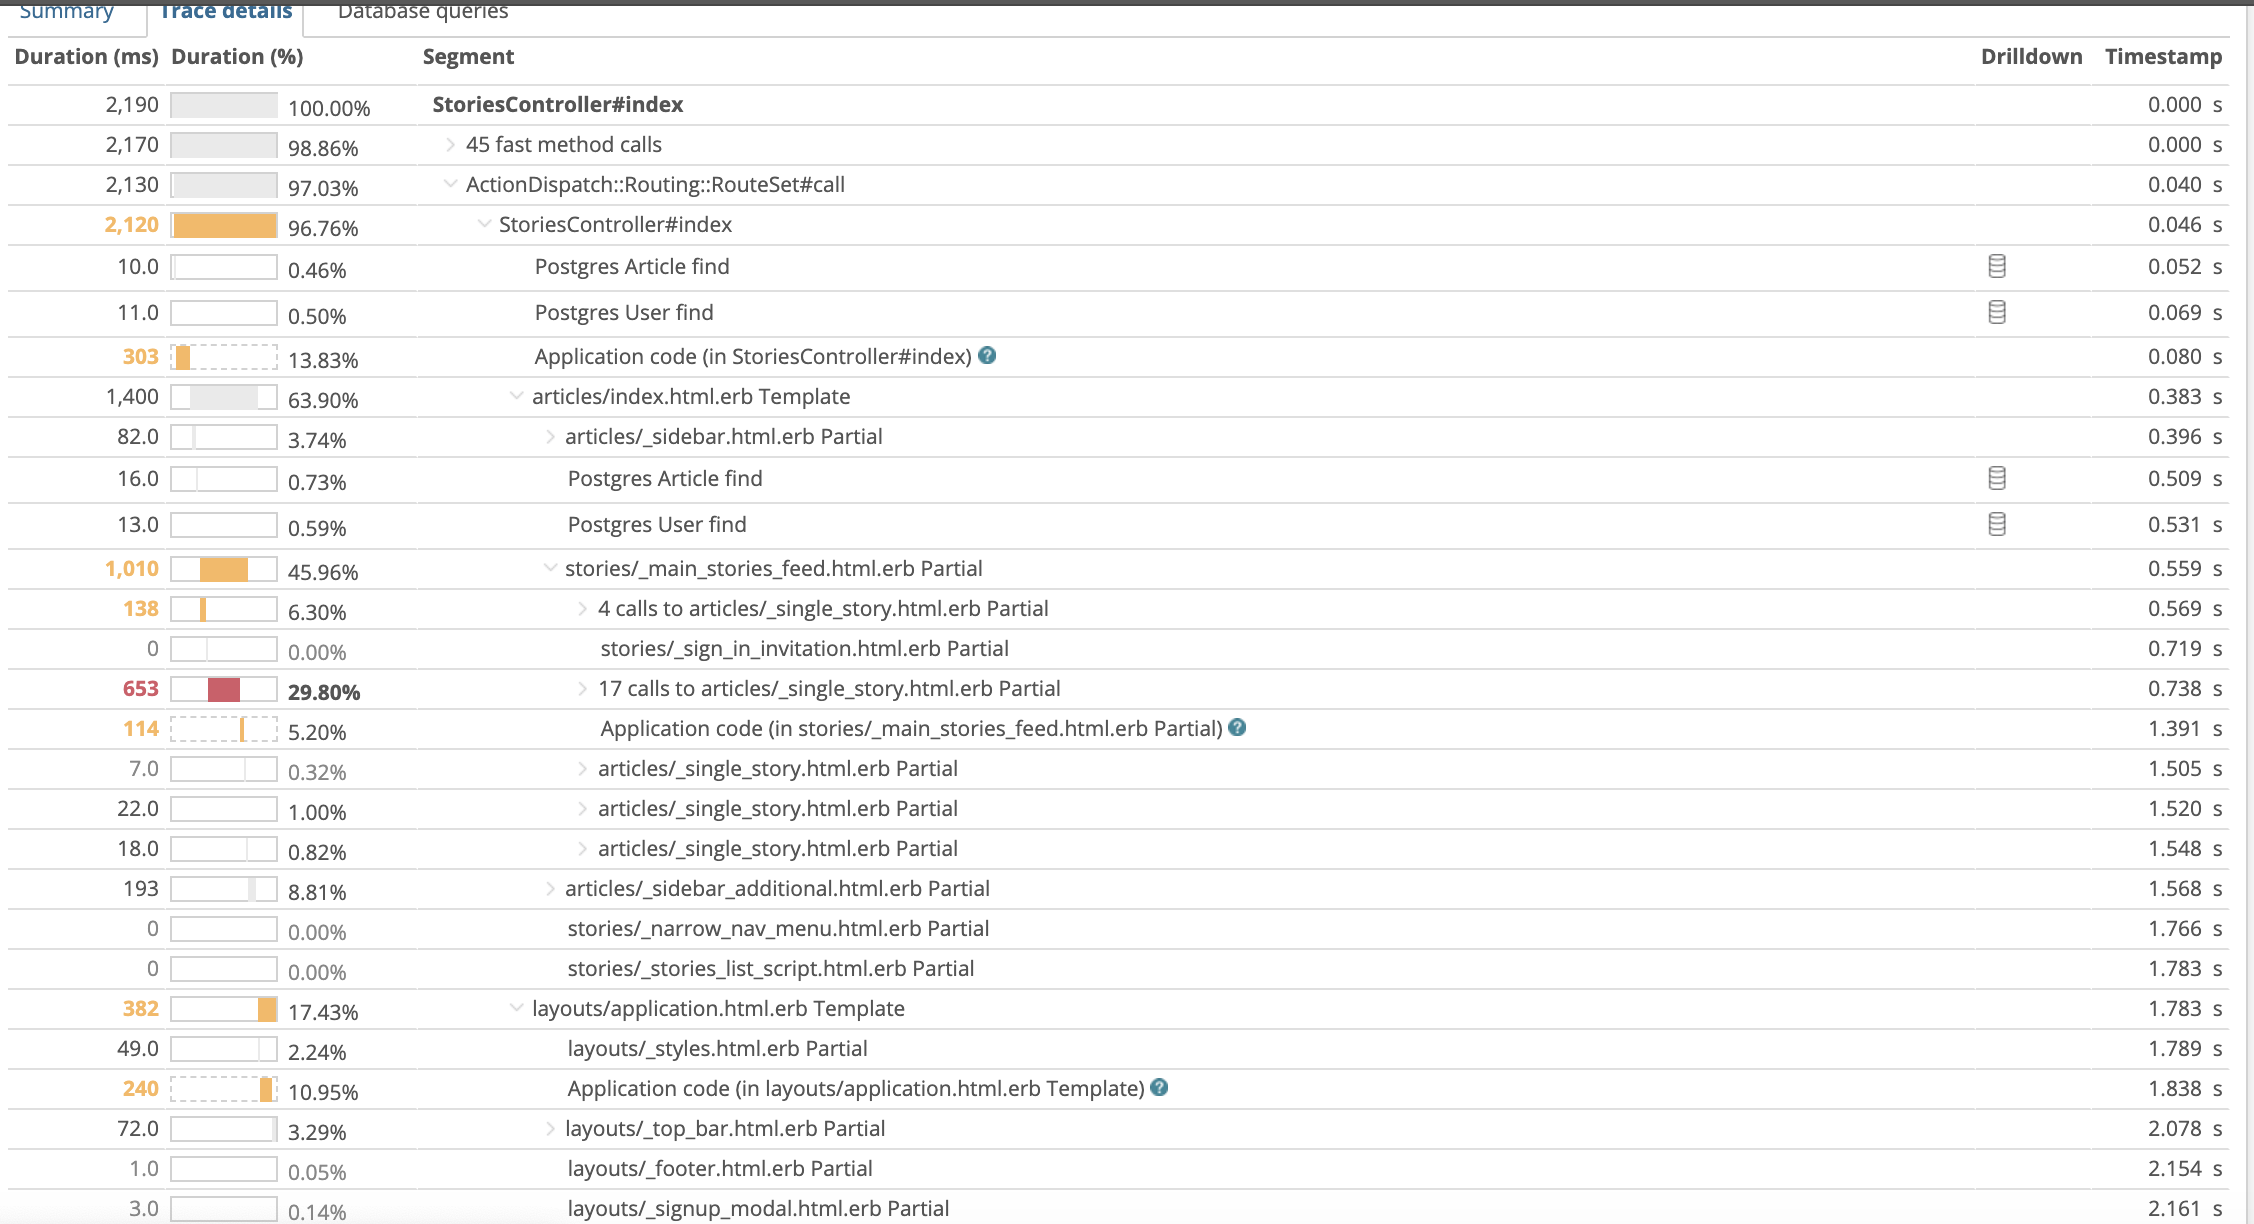 Summary Trace details Database queries
Duration (ms) Duration (%) Segment Drilldown Timestamp
2,190 100.00% StoriesController#index 0.000 s
2,170 98.86% 45 fast method calls 0.000 s
2,130 97.03% ActionDispatch::Routing::RouteSet#call 0.040 s
2,120 96.76% StoriesController#index 0.046 s
10.0 0.46% Postgres Article find 0.052 s
11.0 0.50% Postgres User find 0.069 s
303 13.83% Application code (in StoriesController#index) ? 0.080 s
1,400 63.90% articles/index.html.erb Template 0.383 s
82.0 3.74% articles/_sidebar.html.erb Partial 0.396 s
16.0 0.73% Postgres Article find 0.509 s
13.0 0.59% Postgres User find 0.531 s
1,010 45.96% stories/_main_stories_feed.html.erb Partial 0.559 s
138 6.30% 4 calls to articles/_single_story.html.erb Partial 0.569 s
0 0.00% stories/_sign_in_invitation.html.erb Partial 0.719 s
653 29.80% 17 calls to articles/_single_story.html.erb Partial 0.738 s
114 5.20% Application code (in stories/_main_stories_feed.html.erb Partial) ? 1.391 s
7.0 0.32% articles/_single_story.html.erb Partial 1.505 s
22.0 1.00% articles/_single_story.html.erb Partial 1.520 s
18.0 0.82% articles/_single_story.html.erb Partial 1.548 s
193 8.81% articles/_sidebar_additional.html.erb Partial 1.568 s
0 0.00% stories/_narrow_nav_menu.html.erb Partial 1.766 s
0 0.00% stories/_stories_list_script.html.erb Partial 1.783 s
382 17.43% layouts/application.html.erb Template 1.783 s
49.0 2.24% layouts/_styles.html.erb Partial 1.789 s
240 10.95% Application code (in layouts/application.html.erb Template) ? 1.838 s
72.0 3.29% layouts/_top_bar.html.erb Partial 2.078 s
1.0 0.05% layouts/_footer.html.erb Partial 2.154 s
3.0 0.14% layouts/_signup_modal.html.erb Partial 2.161 s